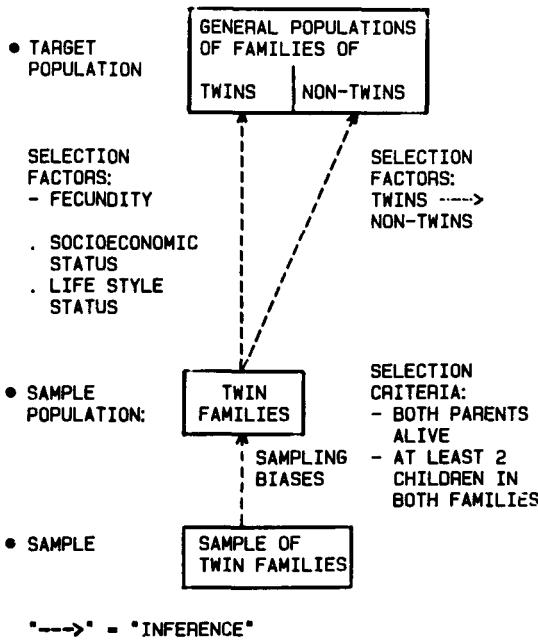 GENERAL POPULATIONS
OF FAMILIES OF
TWINS NON-TWINS
● TARGET
POPULATION
SELECTION
FACTORS:
- FECUNDITY
. SOCIOECONOMIC
STATUS
. LIFE STYLE
STATUS
SELECTION
FACTORS:
TWINS ---->
NON-TWINS
● SAMPLE
POPULATION:
TWIN
FAMILIES
SELECTION
CRITERIA:
- BOTH PARENTS
ALIVE
- AT LEAST 2
CHILDREN IN
BOTH FAMILIES
SAMPLING
BIASES
● SAMPLE
SAMPLE OF
TWIN FAMILIES
"--->" = "INFERENCE"